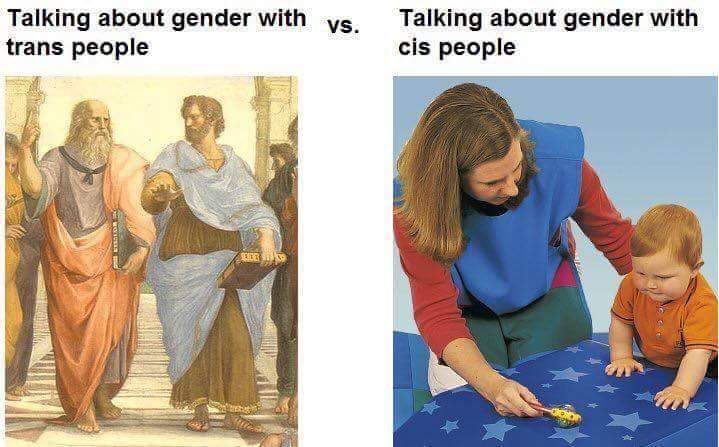 Talking about gender with
trans people
vs.
Talking about gender with
cis people